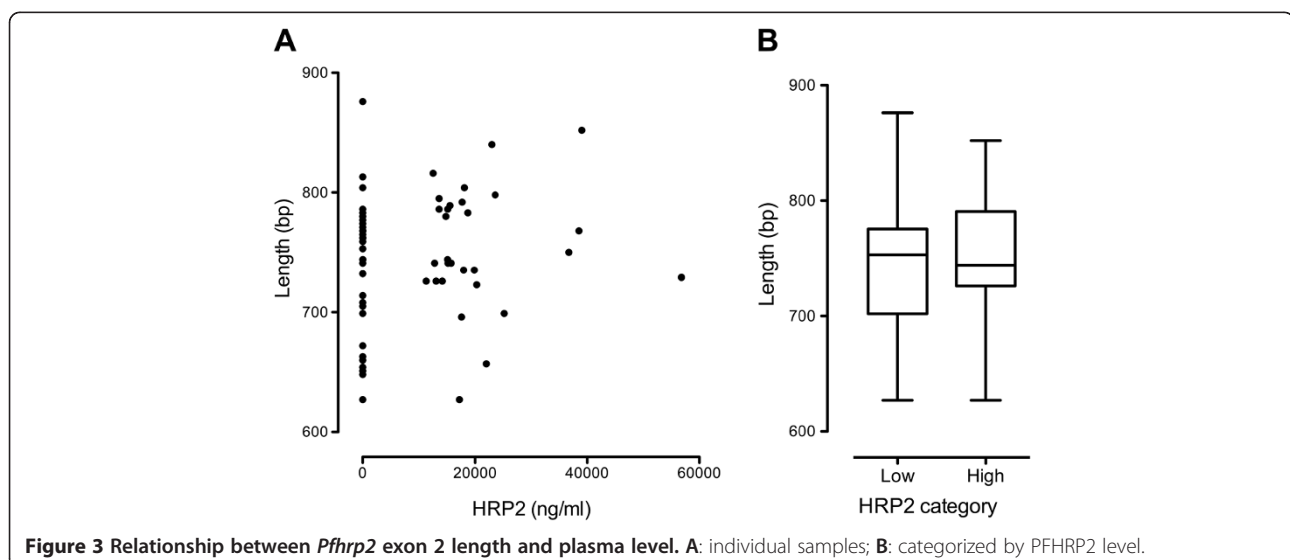 A
B
900
800
700
600
Length (bp)
0
20000
40000
60000
HRP2 (ng/ml)
900
800
700
600
Length (bp)
Low
High
HRP2 category
Figure 3 Relationship between Pfhrp2 exon 2 length and plasma level. A: individual samples; B: categorized by PFHRP2 level.